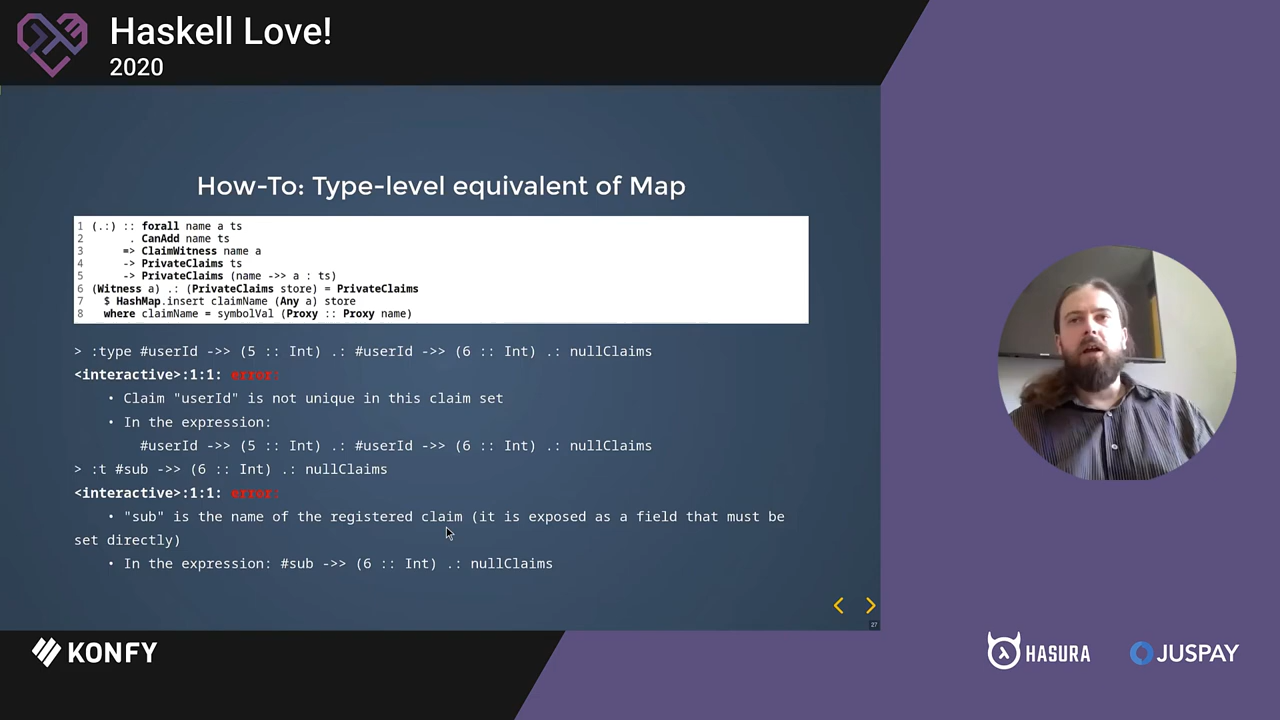 Haskell Love!
2020
How-To: Type-level equivalent of Map
1 (.:) :: forall name a ts
2 . CanAdd name ts
3 => ClaimWitness name a
4 -> PrivateClaims ts
5 -> PrivateClaims (name ->> a : ts)
6 (Witness a) .: (PrivateClaims store) = PrivateClaims
7 $ HashMap.insert claimName (Any a) store
8 where claimName = symbolVal (Proxy :: Proxy name)
> :type #userId ->> (5 :: Int) .: #userId ->> (6 :: Int) .: nullClaims
<interactive>:1:1: error:
• Claim "userId" is not unique in this claim set
• In the expression:
#userId ->> (5 :: Int) .: #userId ->> (6 :: Int) .: nullClaims
> :t #sub ->> (6 :: Int) .: nullClaims
<interactive>:1:1: error:
• "sub" is the name of the registered claim (it is exposed as a field that must be
set directly)
• In the expression: #sub ->> (6 :: Int) .: nullClaims
27
KONFY
HASURA
JUSPAY